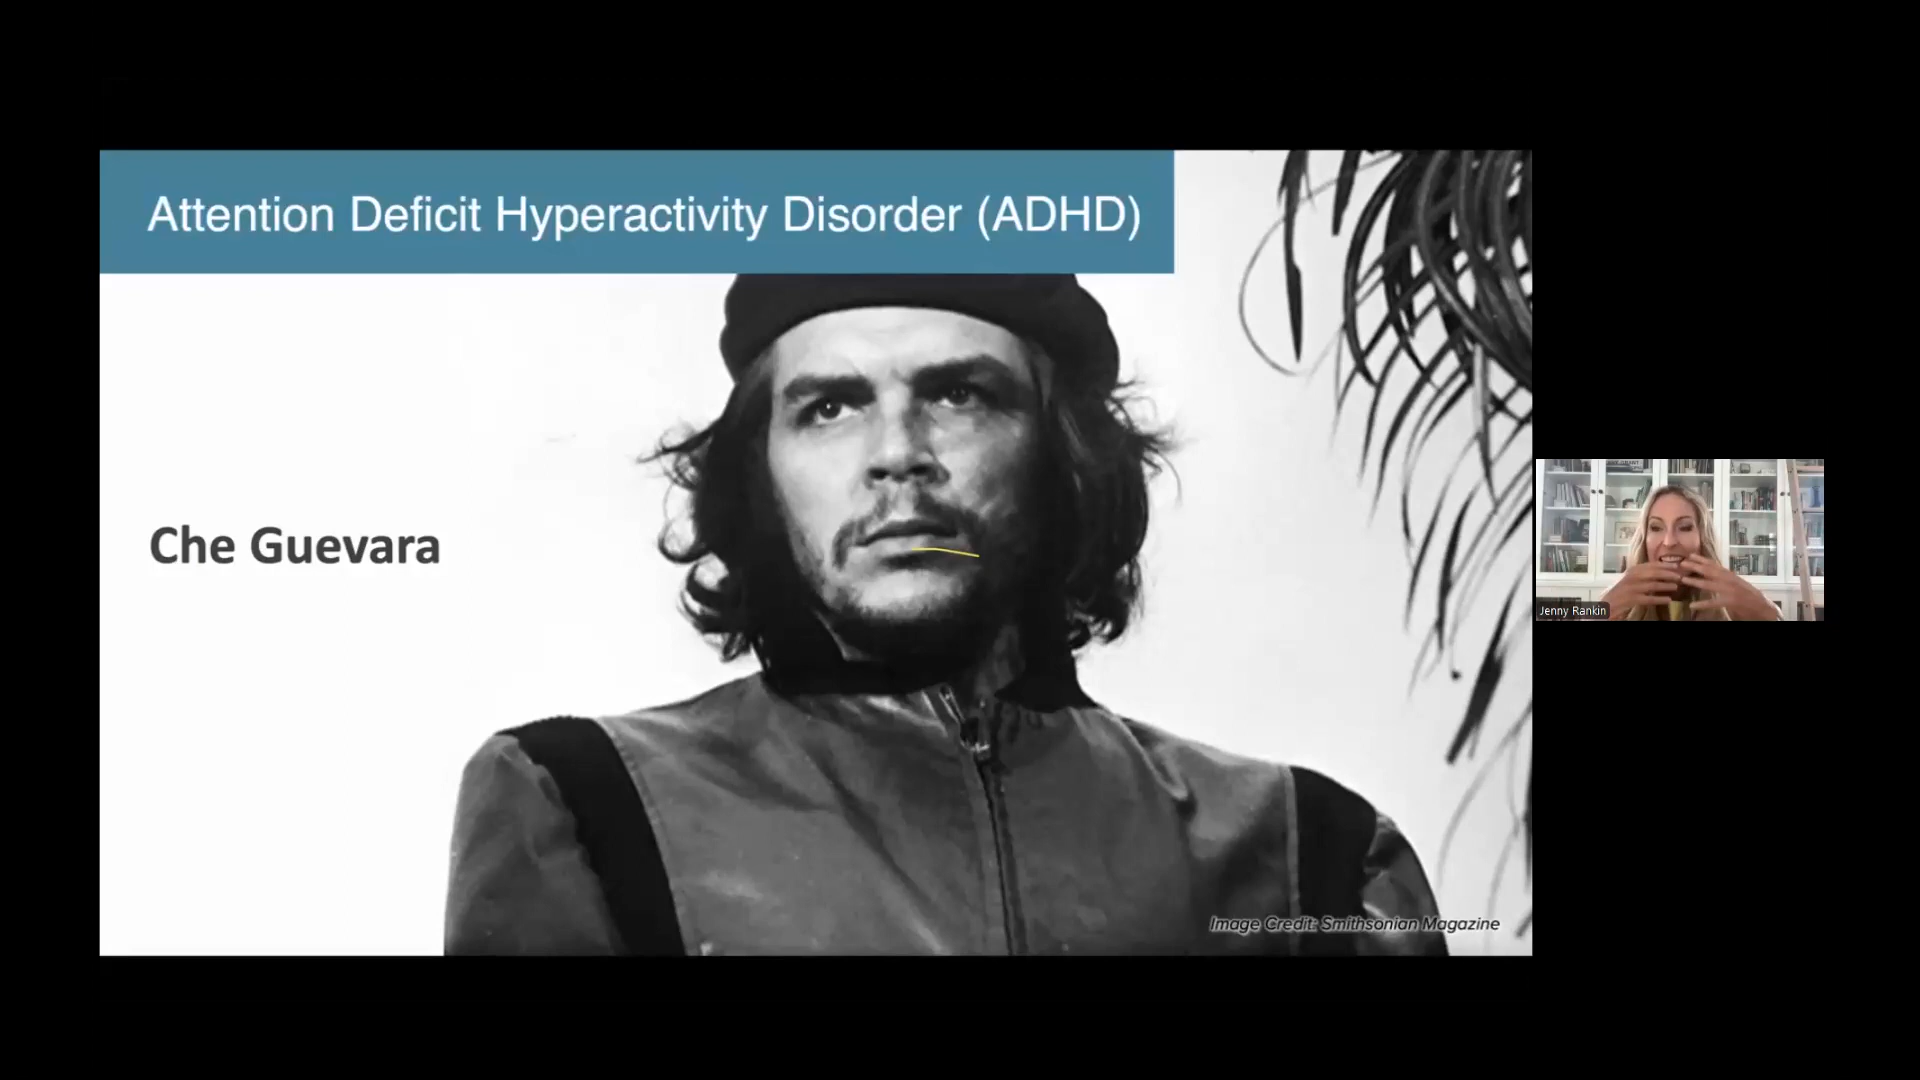 Attention Deficit Hyperactivity Disorder (ADHD)
Che Guevara
Jenny Rankin
Image Credit: Smithsonian Magazine